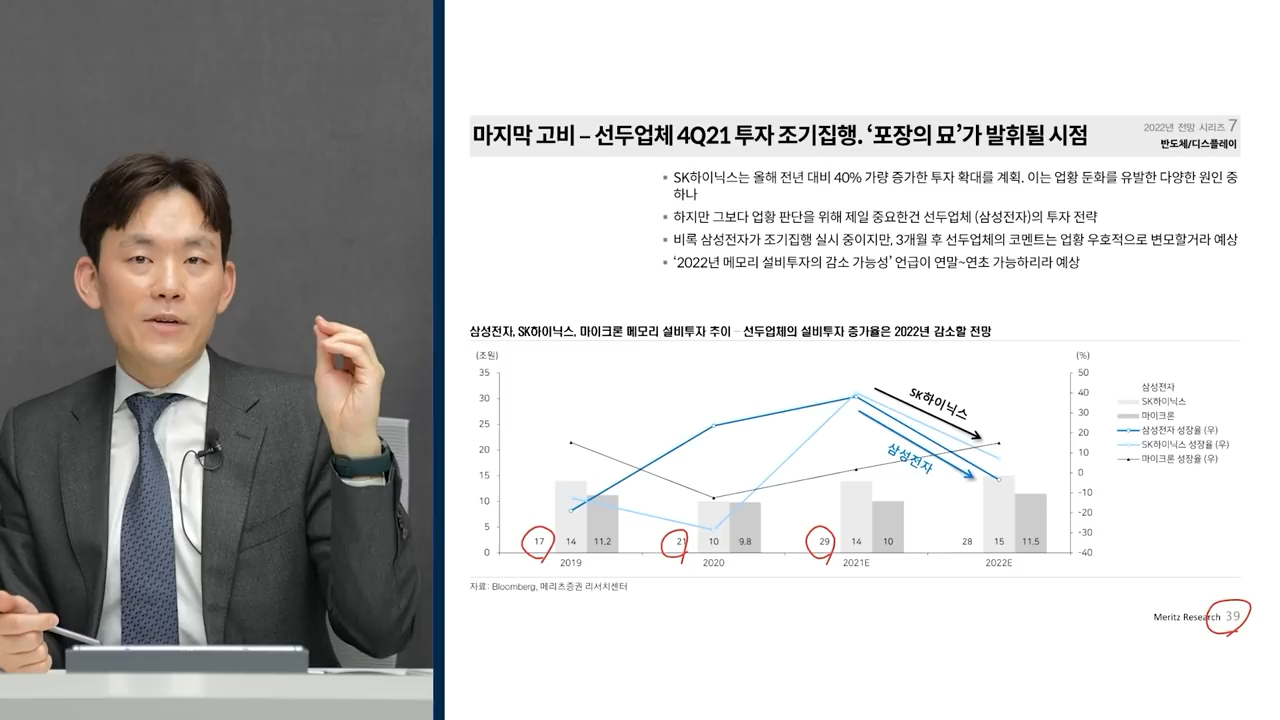 마지막 고비 – 선두업체 4Q21 투자 조기집행. ‘포장의 묘’가 발휘될 시점
2022년 전망 시리즈 7
반도체/디스플레이
▪ SK하이닉스는 올해 전년 대비 40% 가량 증가한 투자 확대를 계획. 이는 업황 둔화를 유발한 다양한 원인 중
하나
▪ 하지만 그보다 업황 판단을 위해 제일 중요한건 선두업체 (삼성전자)의 투자 전략
▪ 비록 삼성전자가 조기집행 실시 중이지만, 3개월 후 선두업체의 코멘트는 업황 우호적으로 변모할거라 예상
▪ ‘2022년 메모리 설비투자의 감소 가능성’ 언급이 연말~연초 가능하리라 예상
삼성전자, SK하이닉스, 마이크론 메모리 설비투자 추이 – 선두업체의 설비투자 증가율은 2022년 감소할 전망
(조원)
(%)
35
30
25
20
15
10
5
0
50
40
30
20
10
0
-10
-20
-30
-40
SK하이닉스
삼성전자
17 14 11.2
21 10 9.8
29 14 10
28 15 11.5
2019 2020 2021E 2022E
삼성전자
SK하이닉스
마이크론
삼성전자 성장율 (우)
SK하이닉스 성장율 (우)
마이크론 성장율 (우)
자료: Bloomberg, 메리츠증권 리서치센터
Meritz Research 39